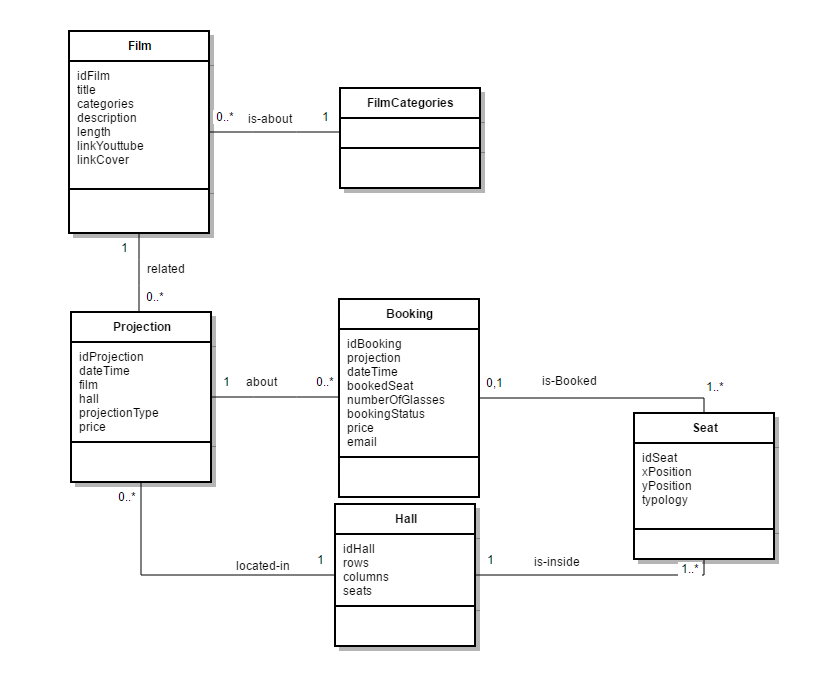 Film
idFilm
title
categories
description
length
linkYouttube
linkCover
0..* is-about 1
FilmCategories
1
related
0..*
Projection
idProjection
dateTime
film
hall
projectionType
price
1 about 0..*
Booking
idBooking
projection
dateTime
bookedSeat
numberOfGlasses
bookingStatus
price
email
0,1 is-Booked 1..*
Seat
idSeat
xPosition
yPosition
typology
0..*
located-in 1
Hall
idHall
rows
columns
seats
1 is-inside 1..*